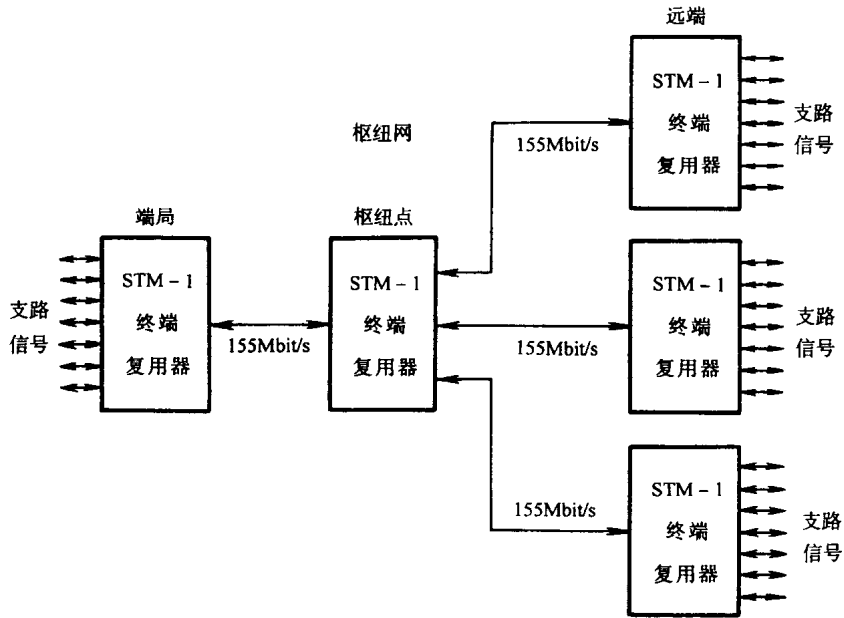 远端
STM-1
终端
复用器
支路
信号
155Mbit/s
枢纽网
端局
枢纽点
支路
信号
STM-1
终端
复用器
155Mbit/s
STM-1
终端
复用器
155Mbit/s
STM-1
终端
复用器
支路
信号
155Mbit/s
STM-1
终端
复用器
支路
信号